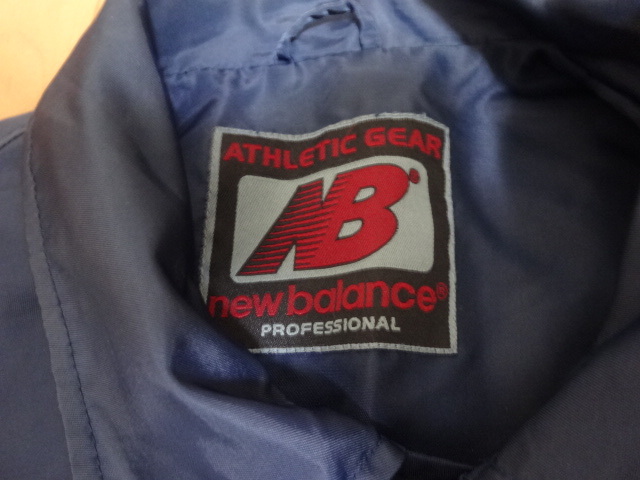 ATHLETIC GEAR
NB®
new balance®
PROFESSIONAL